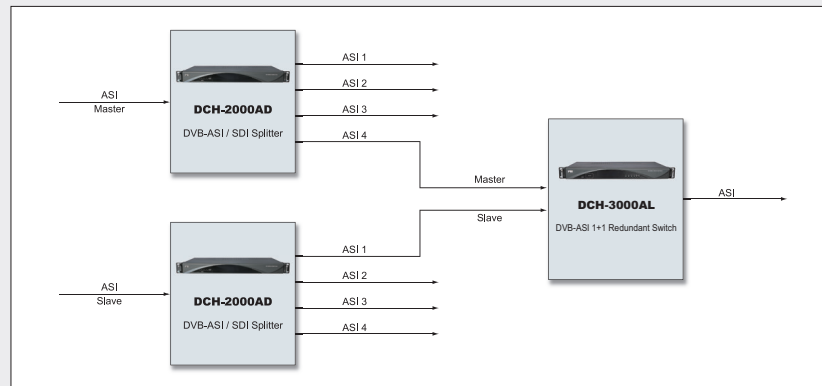 ASI
Master
DCH-2000AD
DVB-ASI / SDI Splitter
ASI 1
ASI 2
ASI 3
ASI 4
ASI
Slave
DCH-2000AD
DVB-ASI / SDI Splitter
ASI 1
ASI 2
ASI 3
ASI 4
Master
Slave
DCH-3000AL
DVB-ASI 1+1 Redundant Switch
ASI